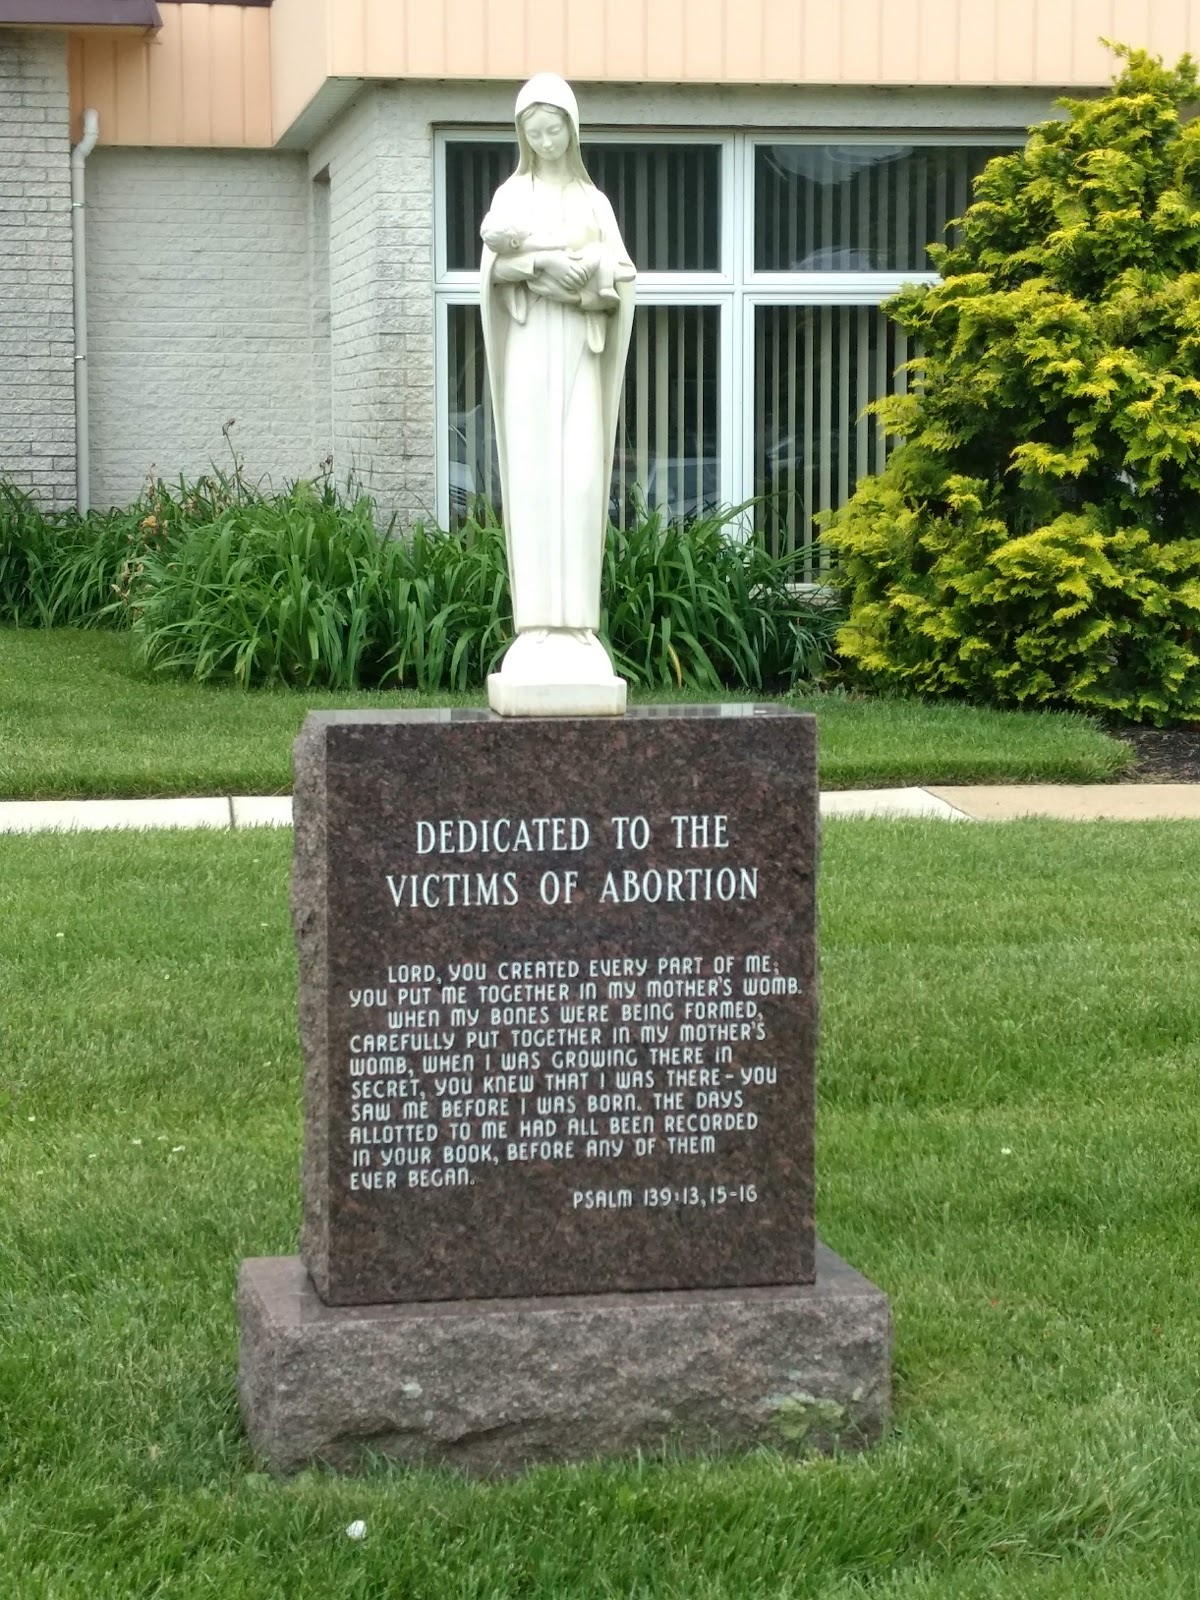 DEDICATED TO THE
VICTIMS OF ABORTION
LORD, YOU CREATED EVERY PART OF ME;
YOU PUT ME TOGETHER IN MY MOTHER'S WOMB.
WHEN MY BONES WERE BEING FORMED,
CAREFULLY PUT TOGETHER IN MY MOTHER'S
WOMB, WHEN I WAS GROWING THERE IN
SECRET, YOU KNEW THAT I WAS THERE-YOU
SAW ME BEFORE I WAS BORN. THE DAYS
ALLOTTED TO ME HAD ALL BEEN RECORDED
IN YOUR BOOK, BEFORE ANY OF THEM
EVER BEGAN.
PSALM 139:13,15-16